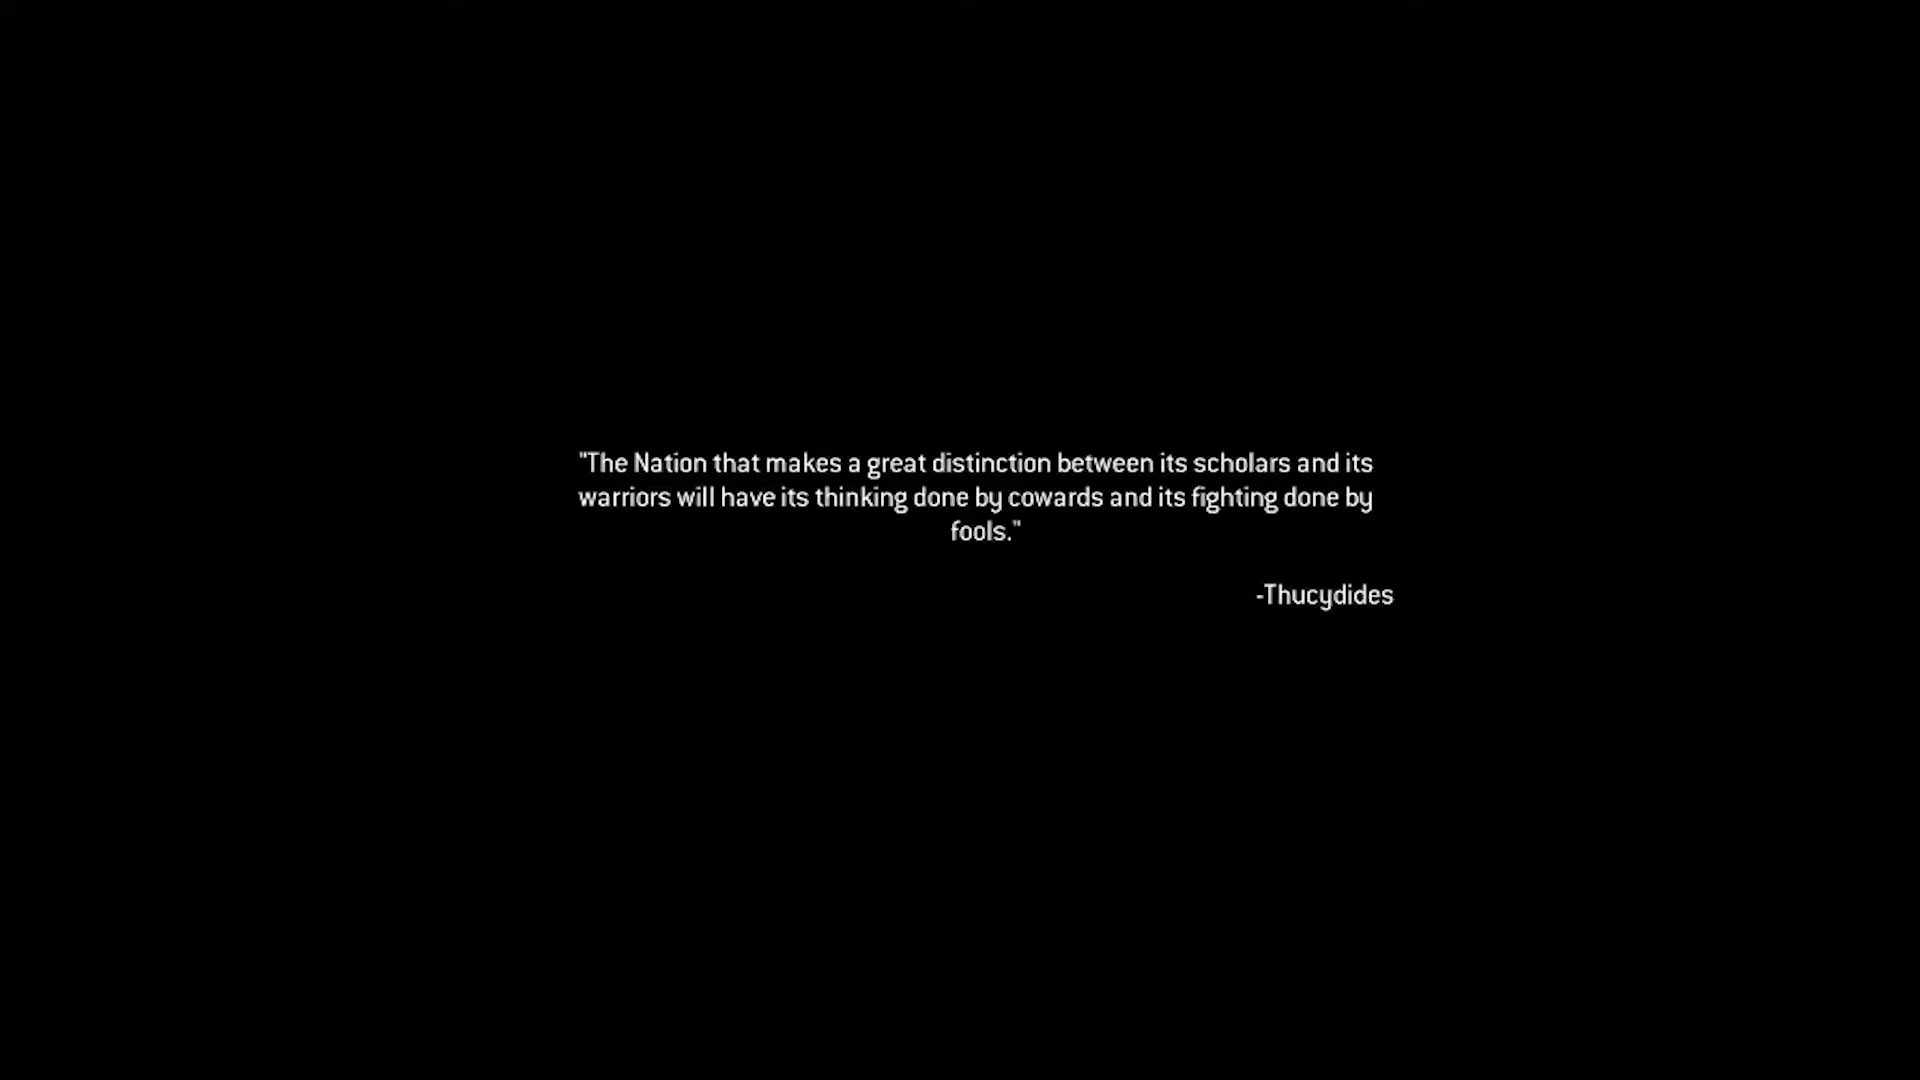 "The Nation that makes a great distinction between its scholars and its
warriors will have its thinking done by cowards and its fighting done by
fools."
-Thucydides